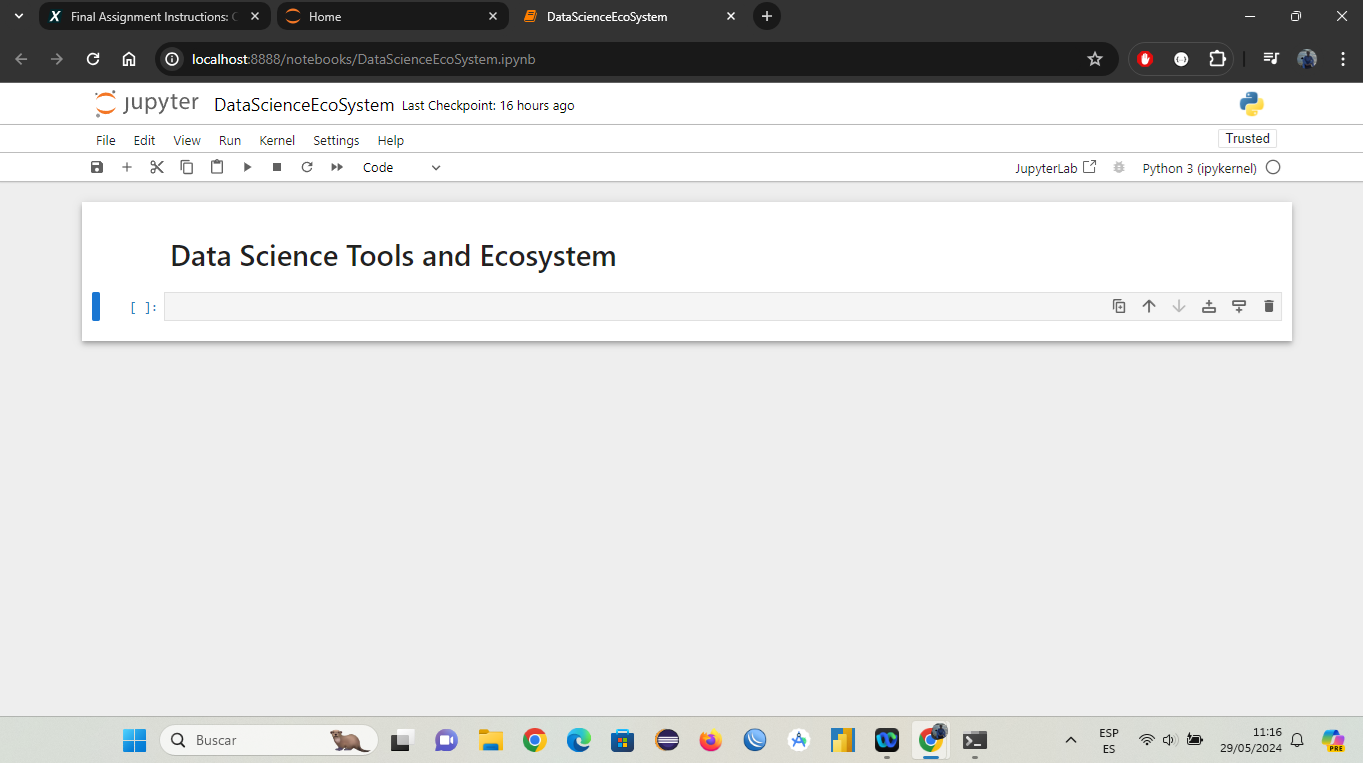 Final Assignment Instructions: C
Home
DataScienceEcoSystem
localhost:8888/notebooks/DataScienceEcoSystem.ipynb
jupyter DataScienceEcoSystem Last Checkpoint: 16 hours ago
File Edit View Run Kernel Settings Help Trusted
Code JupyterLab Python 3 (ipykernel)
Data Science Tools and Ecosystem
[ ]:
Buscar
ESP
ES
11:16
29/05/2024
PRE